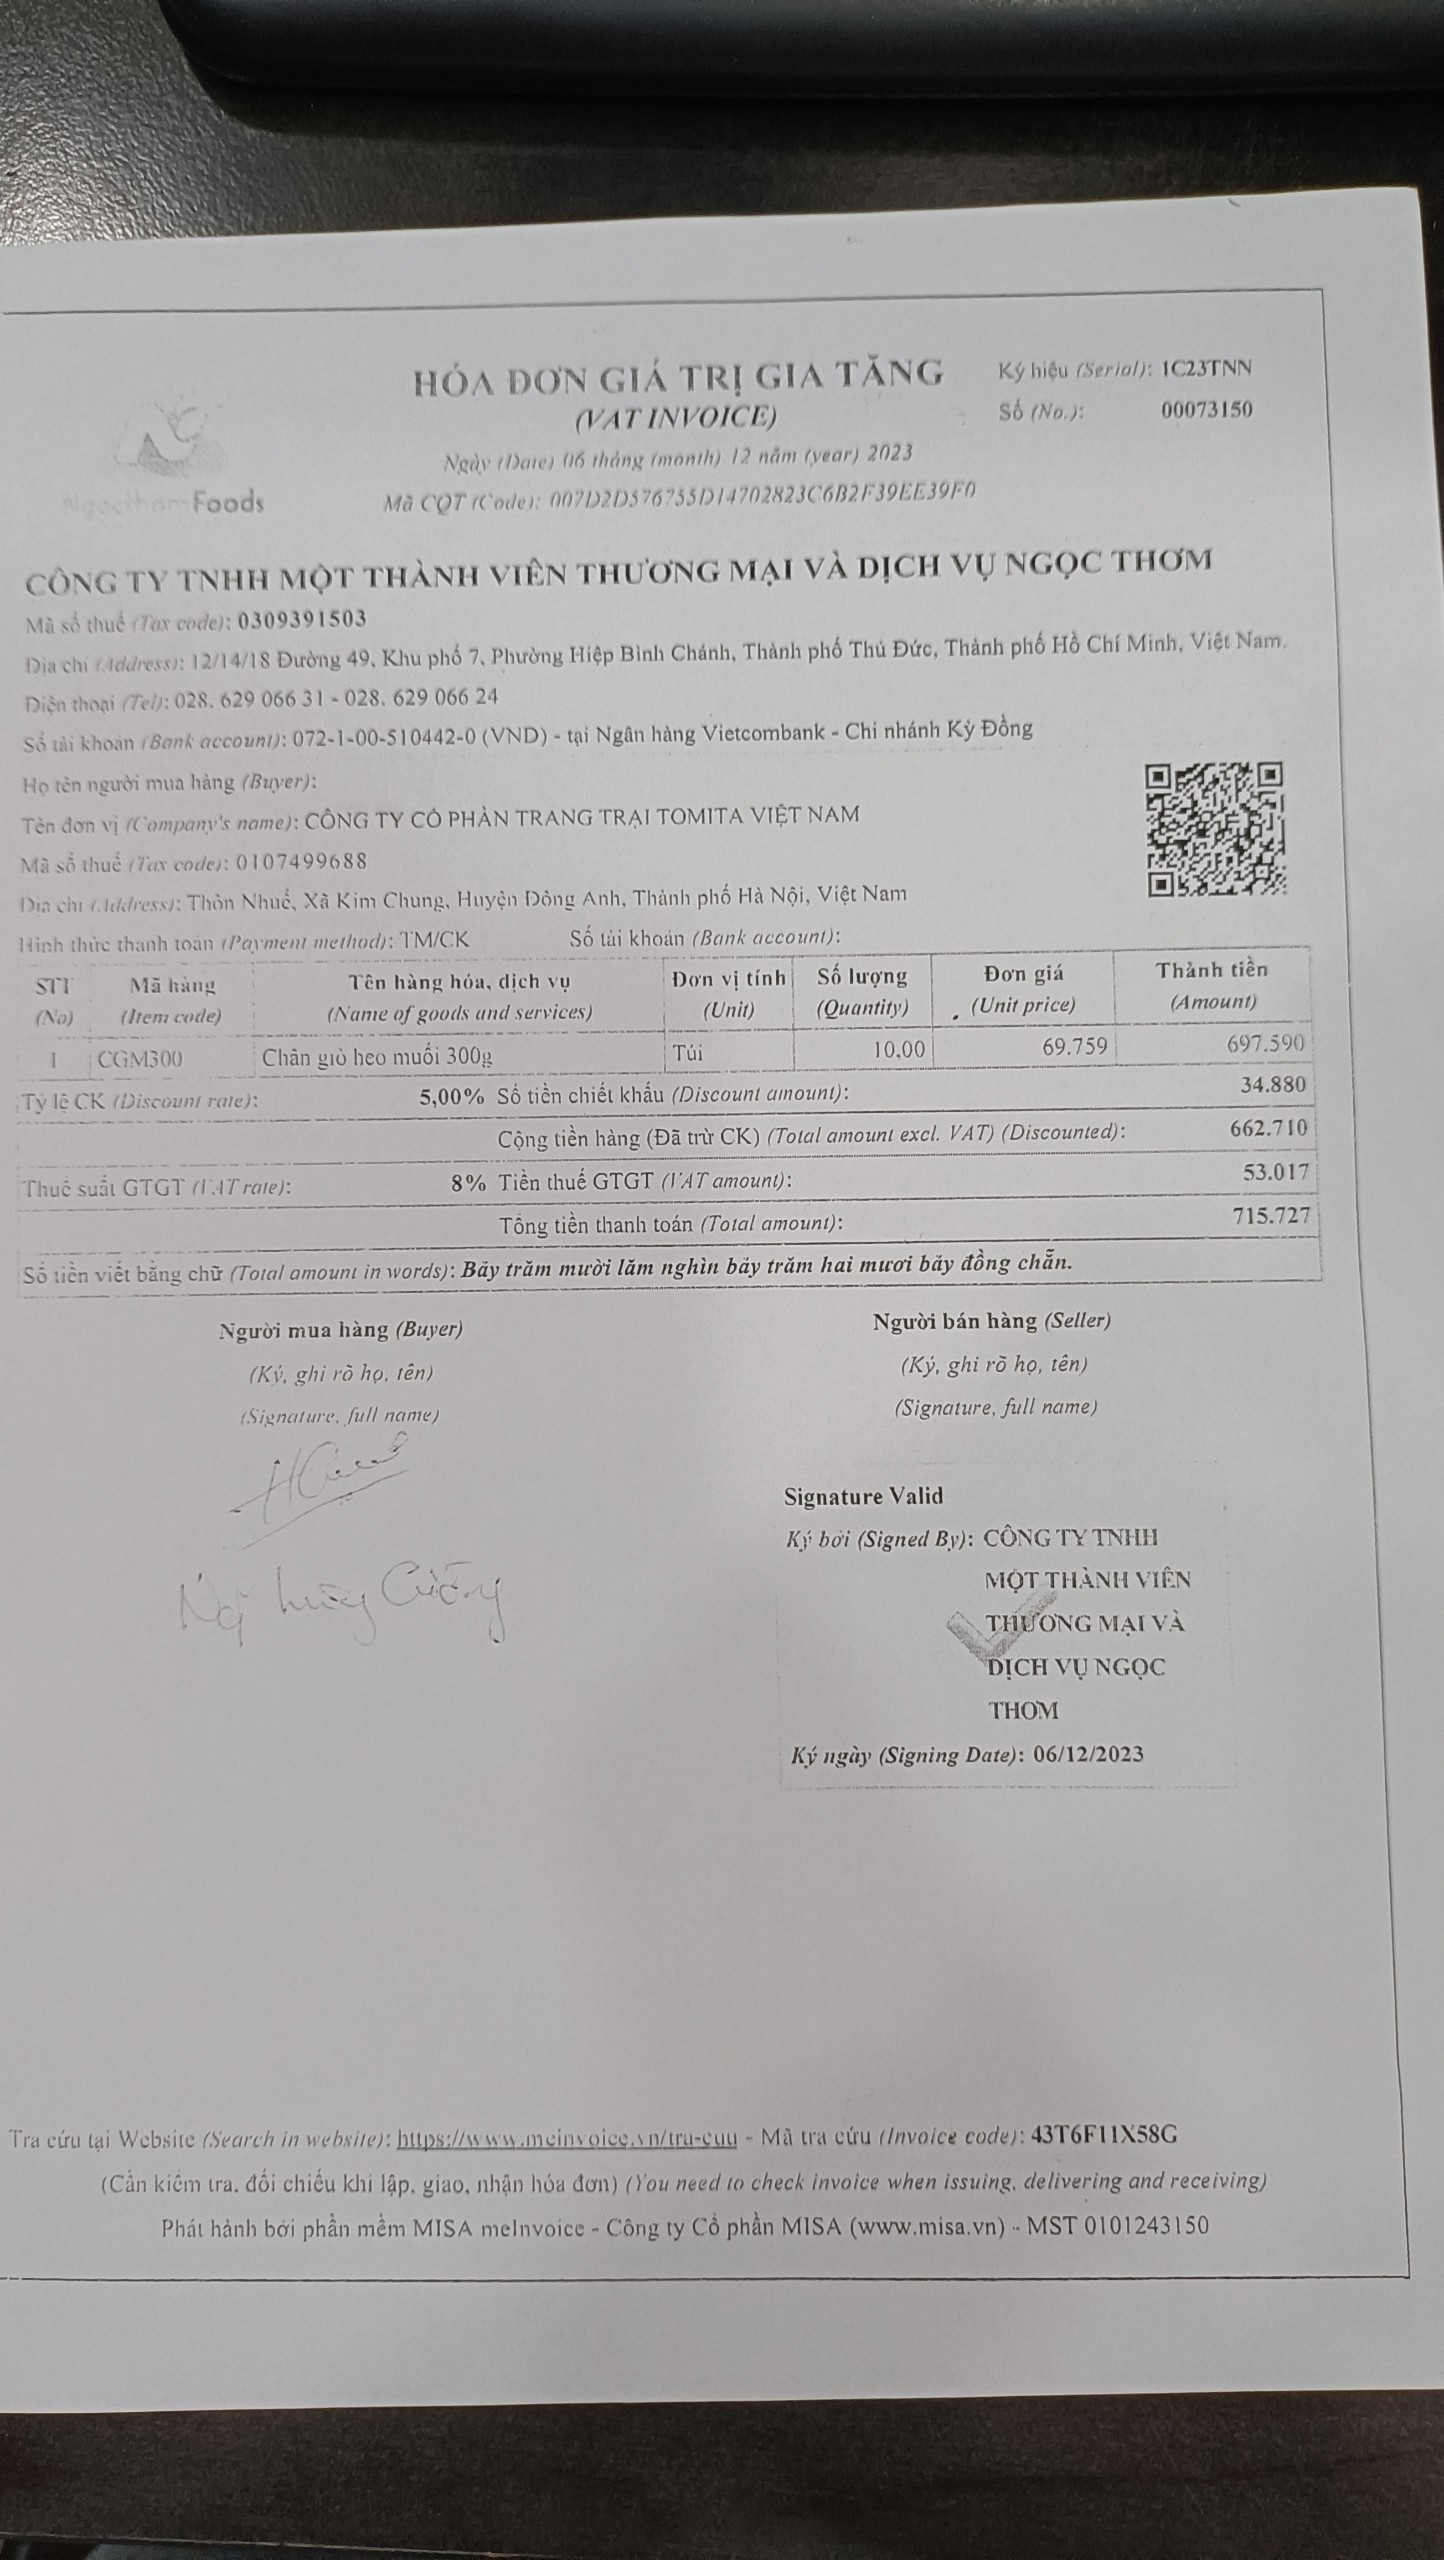 HÓA ĐƠN GIÁ TRỊ GIA TĂNG
(VAT INVOICE)
Ngày (Date) 06 tháng (month) 12 năm (year) 2023
Mã CQT (Code): 007D2D576755D14702823C6B2F39EE39F0
Ký hiệu (Serial): 1C23TNN
Số (No.): 00073150
NgocthomFoods
CÔNG TY TNHH MỘT THÀNH VIÊN THƯƠNG MẠI VÀ DỊCH VỤ NGỌC THƠM
Mã số thuế (Tax code): 0309391503
Địa chỉ (Address): 12/14/18 Đường 49, Khu phố 7, Phường Hiệp Bình Chánh, Thành phố Thủ Đức, Thành phố Hồ Chí Minh, Việt Nam.
Điện thoại (Tel): 028. 629 066 31 - 028. 629 066 24
Số tài khoản (Bank account): 072-1-00-510442-0 (VND) - tại Ngân hàng Vietcombank - Chi nhánh Kỳ Đồng
Họ tên người mua hàng (Buyer):
Tên đơn vị (Company's name): CÔNG TY CỔ PHẦN TRANG TRẠI TOMITA VIỆT NAM
Mã số thuế (Tax code): 0107499688
Địa chỉ (Address): Thôn Nhuế, Xã Kim Chung, Huyện Đông Anh, Thành phố Hà Nội, Việt Nam
Hình thức thanh toán (Payment method): TM/CK Số tài khoản (Bank account):
STT Mã hàng Tên hàng hóa, dịch vụ Đơn vị tính Số lượng Đơn giá Thành tiền
(No) (Item code) (Name of goods and services) (Unit) (Quantity) (Unit price) (Amount)
1 CGM300 Chân giò heo muối 300g Túi 10,00 69.759 697.590
Tỷ lệ CK (Discount rate): 5,00% Số tiền chiết khấu (Discount amount): 34.880
Cộng tiền hàng (Đã trừ CK) (Total amount excl. VAT) (Discounted): 662.710
Thuế suất GTGT (VAT rate): 8% Tiền thuế GTGT (VAT amount): 53.017
Tổng tiền thanh toán (Total amount): 715.727
Số tiền viết bằng chữ (Total amount in words): Bảy trăm mười lăm nghìn bảy trăm hai mươi bảy đồng chẵn.
Người mua hàng (Buyer)
(Ký, ghi rõ họ, tên)
(Signature, full name)
Người bán hàng (Seller)
(Ký, ghi rõ họ, tên)
(Signature, full name)
Cường
Signature Valid
Ký bởi (Signed By): CÔNG TY TNHH
MỘT THÀNH VIÊN
THƯƠNG MẠI VÀ
DỊCH VỤ NGỌC
THƠM
Ký ngày (Signing Date): 06/12/2023
Tra cứu tại Website (Search in website): https://www.meinvoice.vn/tra-cuu - Mã tra cứu (Invoice code): 43T6F11X58G
(Cần kiểm tra, đối chiếu khi lập, giao, nhận hóa đơn) (You need to check invoice when issuing, delivering and receiving)
Phát hành bởi phần mềm MISA meInvoice - Công ty Cổ phần MISA (www.misa.vn) - MST 0101243150